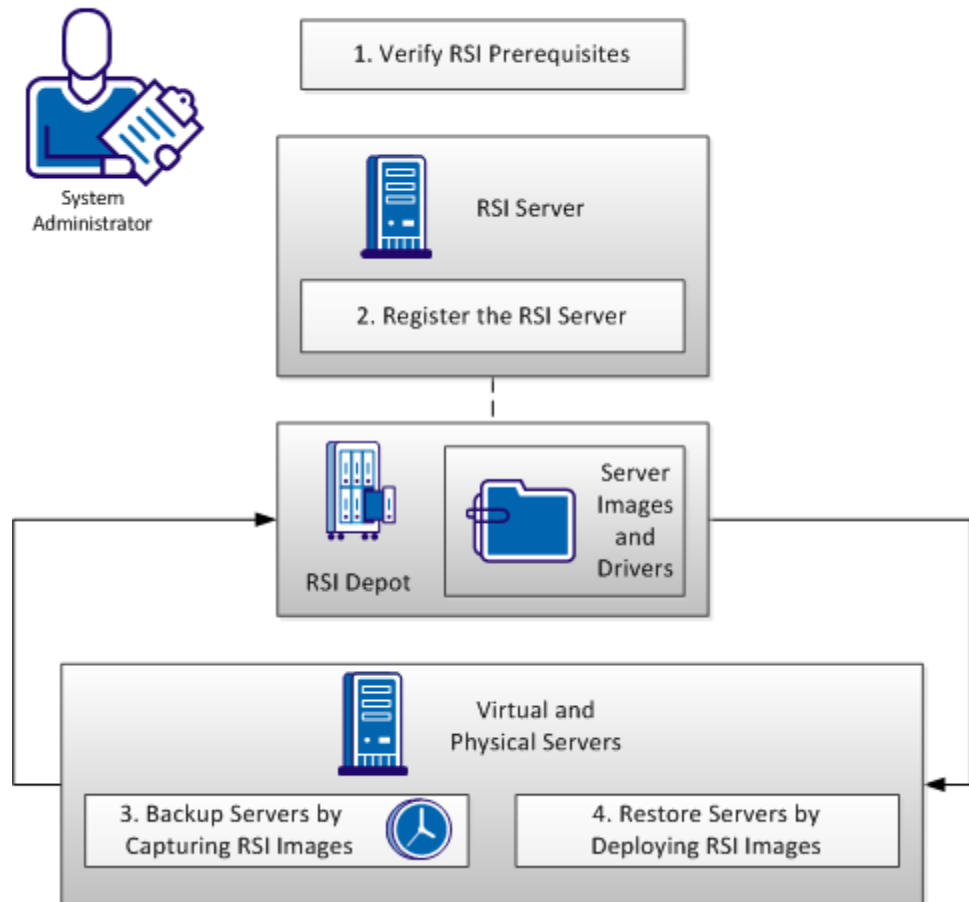 1. Verify RSI Prerequisites
System
Administrator
RSI Server
2. Register the RSI Server
Server
Images
and
Drivers
RSI Depot
Virtual and
Physical Servers
3. Backup Servers by
Capturing RSI Images
4. Restore Servers by
Deploying RSI Images